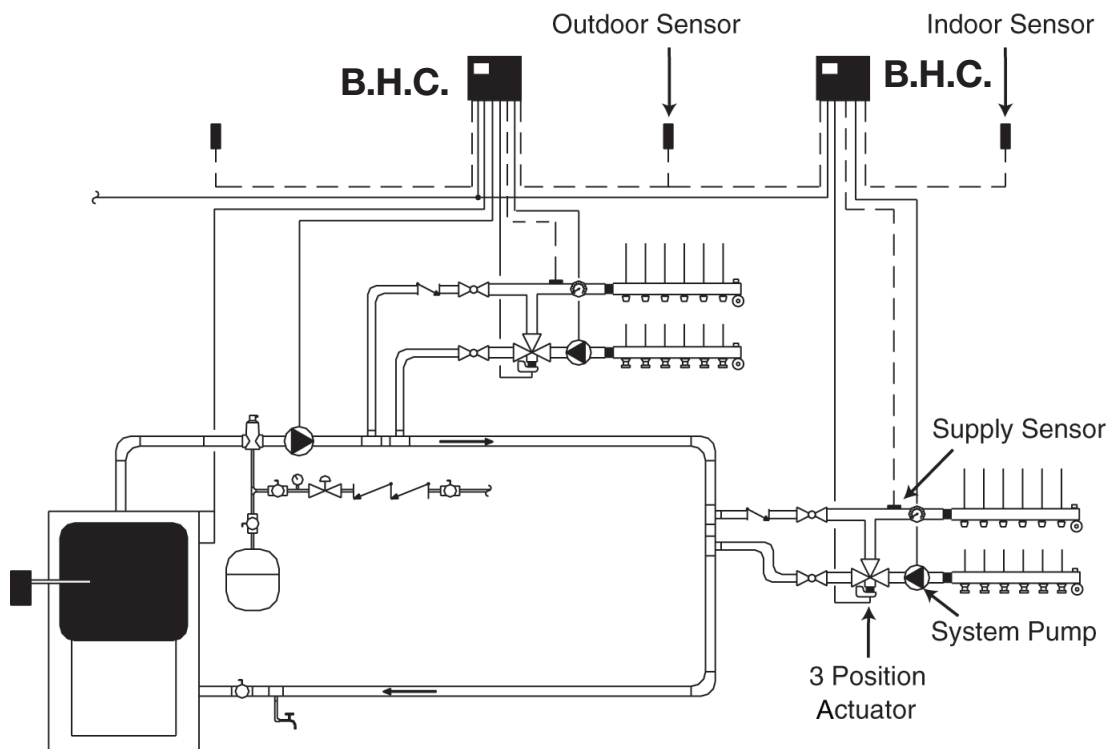 Outdoor Sensor
Indoor Sensor
B.H.C.
B.H.C.
Supply Sensor
System Pump
3 Position
Actuator